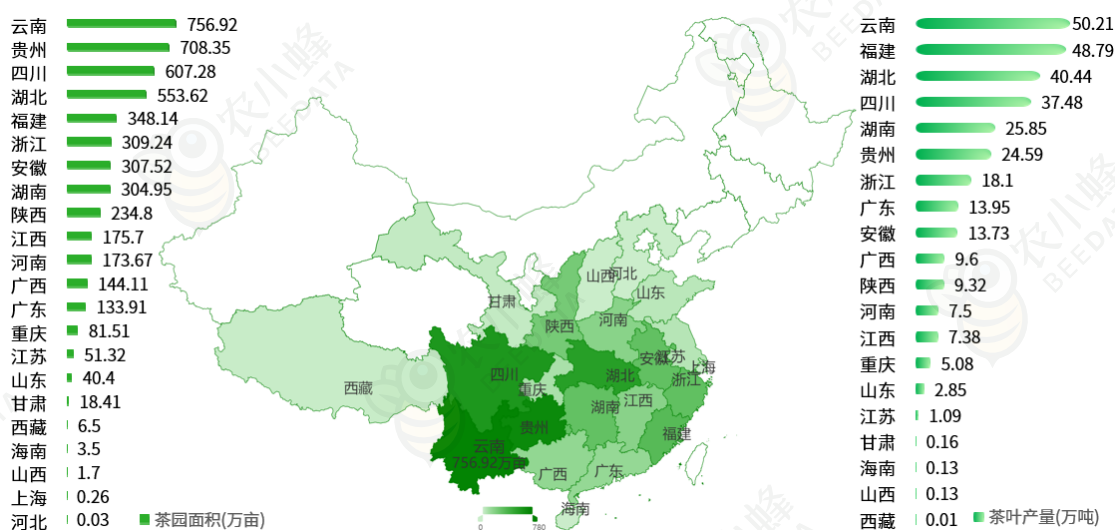 云南 756.92
贵州 708.35
四川 607.28
湖北 553.62
福建 348.14
浙江 309.24
安徽 307.52
湖南 304.95
陕西 234.8
江西 175.7
河南 173.67
广西 144.11
广东 133.91
重庆 81.51
江苏 51.32
山东 40.4
甘肃 18.41
西藏 6.5
海南 3.5
山西 1.7
上海 0.26
河北 0.03
茶园面积(万亩)
山西
河北
山东
甘肃
陕西
河南
安徽
江苏
上海
四川
湖北
浙江
西藏
重庆
湖南
江西
贵州
福建
云南
756.92万亩
广西
广东
海南
0
780
云南 50.21
福建 48.79
湖北 40.44
四川 37.48
湖南 25.85
贵州 24.59
浙江 18.1
广东 13.95
安徽 13.73
广西 9.6
陕西 9.32
河南 7.5
江西 7.38
重庆 5.08
山东 2.85
江苏 1.09
甘肃 0.16
海南 0.13
山西 0.13
西藏 0.01
茶叶产量(万吨)
农小蜂
BEEDATA
农小蜂
BEEDATA